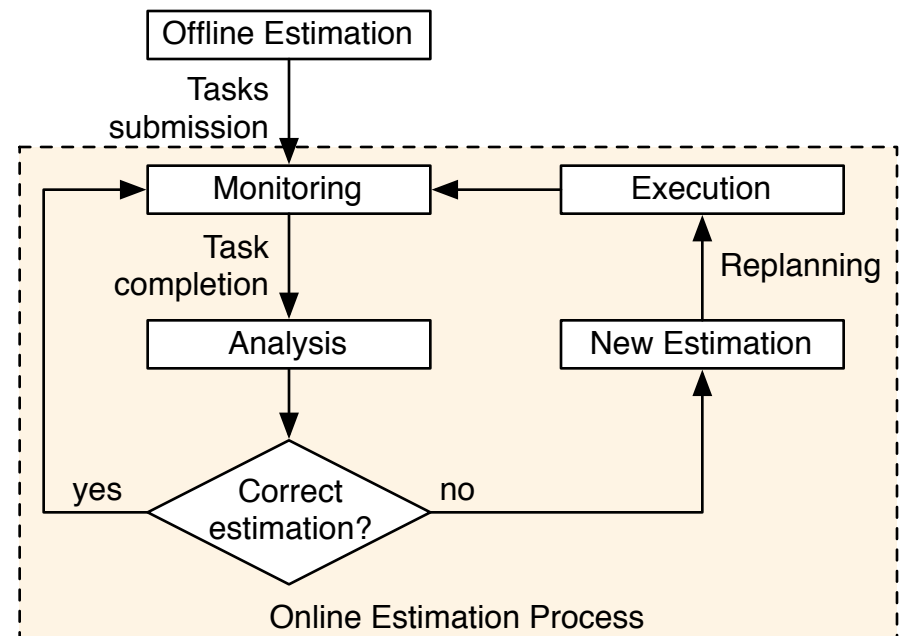 Offline Estimation
Tasks
submission
Monitoring
Execution
Task
completion
Replanning
Analysis
New Estimation
yes
Correct
estimation?
no
Online Estimation Process